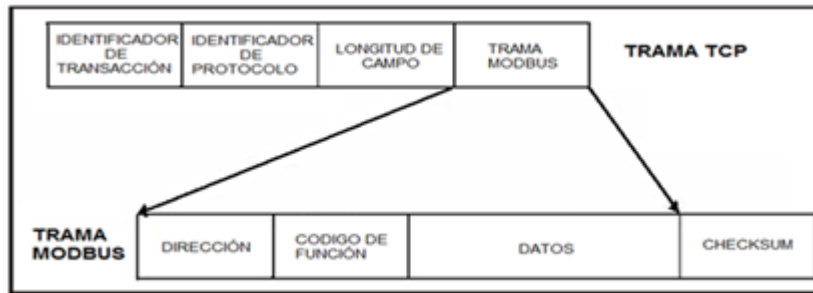 IDENTIFICADOR
DE
TRANSACCIÓN
IDENTIFICADOR
DE
PROTOCOLO
LONGITUD DE
CAMPO
TRAMA
MODBUS
TRAMA TCP
TRAMA
MODBUS
DIRECCIÓN
CODIGO DE
FUNCIÓN
DATOS
CHECKSUM